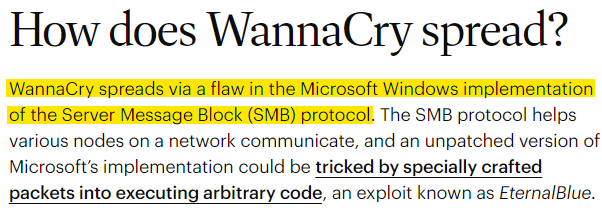 How does WannaCry spread?
WannaCry spreads via a flaw in the Microsoft Windows implementation
of the Server Message Block (SMB) protocol. The SMB protocol helps
various nodes on a network communicate, and an unpatched version of
Microsoft’s implementation could be tricked by specially crafted
packets into executing arbitrary code, an exploit known as EternalBlue.